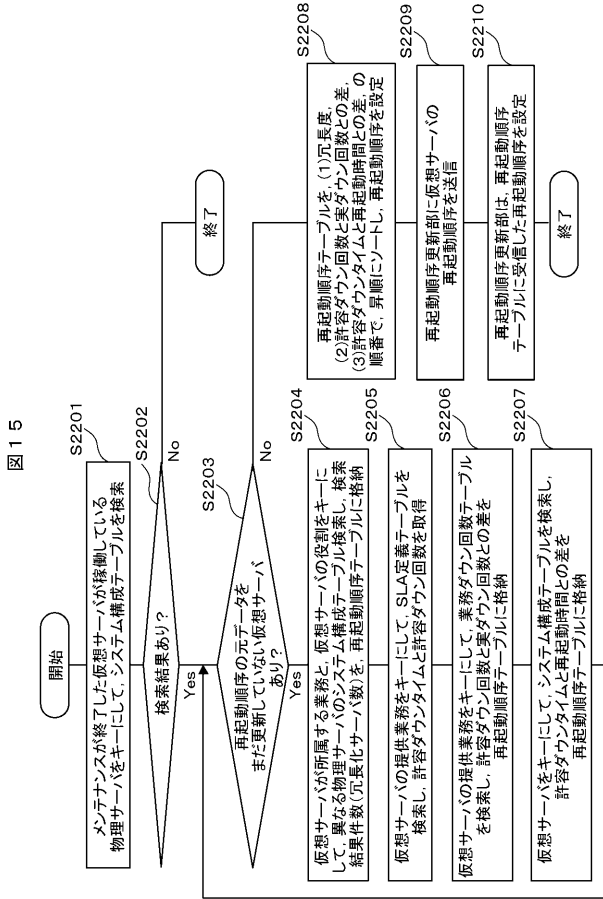 図15
開始
S2201
メンテナンスが終了した仮想サーバが稼働している
物理サーバをキーにして, システム構成テーブルを検索
S2202
検索結果あり?
No
終了
Yes
S2203
再起動順序の元データを
まだ更新していない仮想サーバ
あり?
No
Yes
S2204
仮想サーバが所属する業務と, 仮想サーバの役割をキーに
して, 異なる物理サーバのシステム構成テーブル検索し, 検索
結果件数(冗長化サーバ数)を, 再起動順序テーブルに格納
S2205
仮想サーバの提供業務をキーにして, SLA定義テーブルを
検索し, 許容ダウンタイムと許容ダウン回数を取得
S2206
仮想サーバの提供業務をキーにして, 業務ダウン回数テーブル
を検索し, 許容ダウン回数と実ダウン回数との差を
再起動順序テーブルに格納
S2207
仮想サーバをキーにして, システム構成テーブルを検索し,
許容ダウンタイムと再起動時間との差を
再起動順序テーブルに格納
S2208
再起動順序テーブルを, (1)冗長度,
(2)許容ダウン回数と実ダウン回数との差,
(3)許容ダウンタイムと再起動時間との差, の
順番で, 昇順にソートし, 再起動順序を設定
S2209
再起動順序更新部に仮想サーバの
再起動順序を送信
S2210
再起動順序更新部は, 再起動順序
テーブルに受信した再起動順序を設定
終了